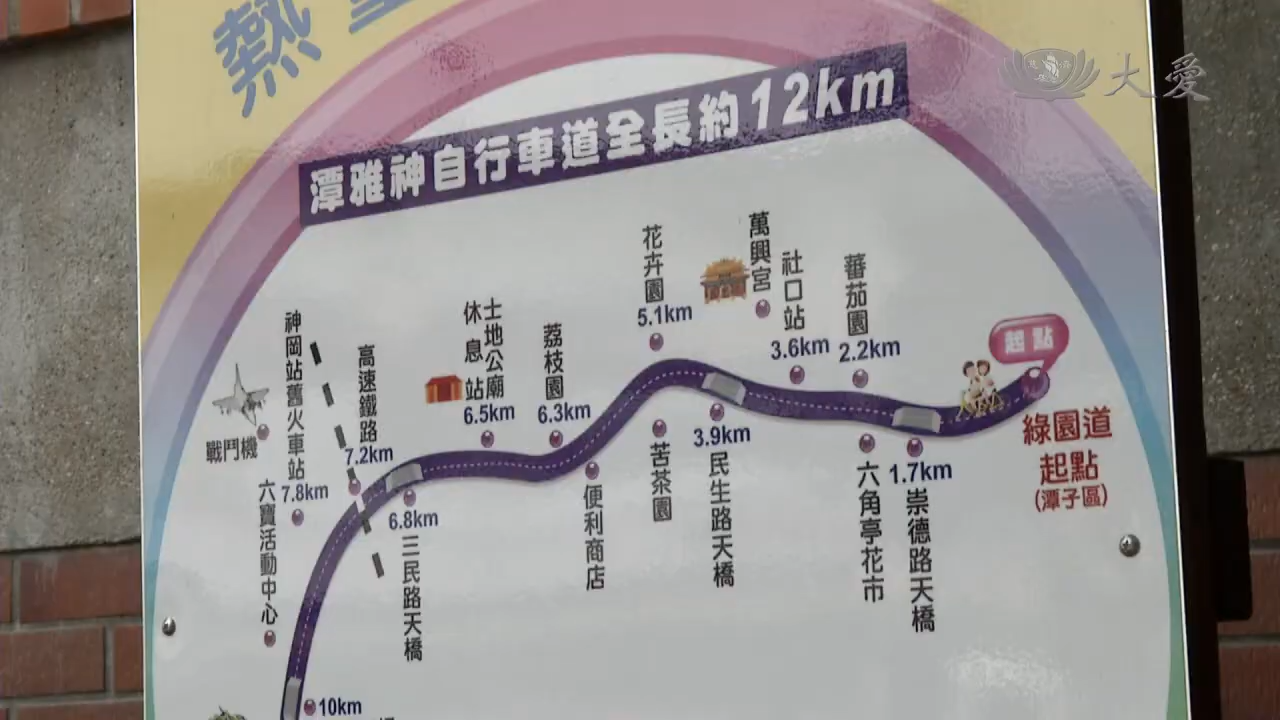 熱
大愛
潭雅神自行車道全長約12km
戰鬥機
神岡站舊火車站
7.8km
六寶活動中心
高速鐵路
7.2km
土地公廟
休息站
6.5km
荔枝園
6.3km
花卉園
5.1km
萬興宮
社口站
3.6km
蕃茄園
2.2km
起點
綠園道
起點
(潭子區)
6.8km
三民路天橋
便利商店
苦茶園
3.9km
民生路天橋
六角亭花市
1.7km
崇德路天橋
10km